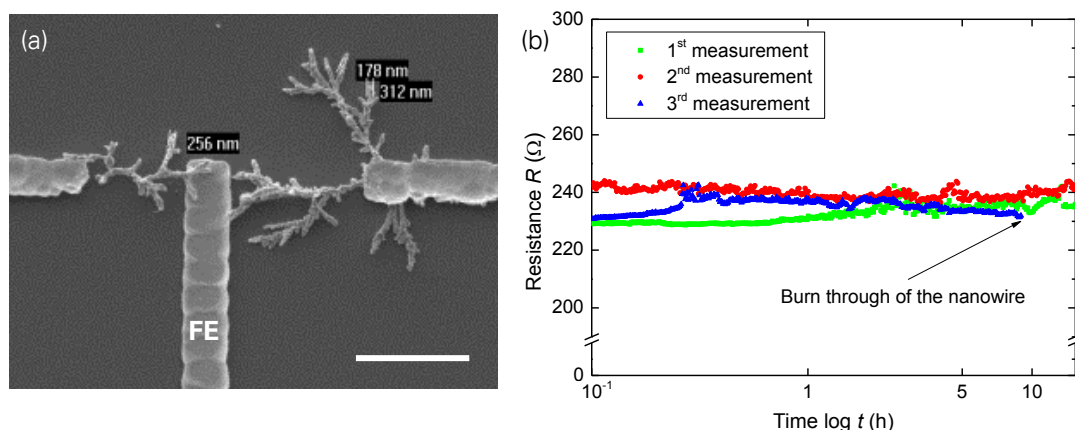 (a)
178 nm
312 nm
256 nm
FE
(b)
300
280
260
240
220
200
0
Resistance R (Ω)
1st measurement
2nd measurement
3rd measurement
Burn through of the nanowire
10-1
1
5
10
Time log t (h)